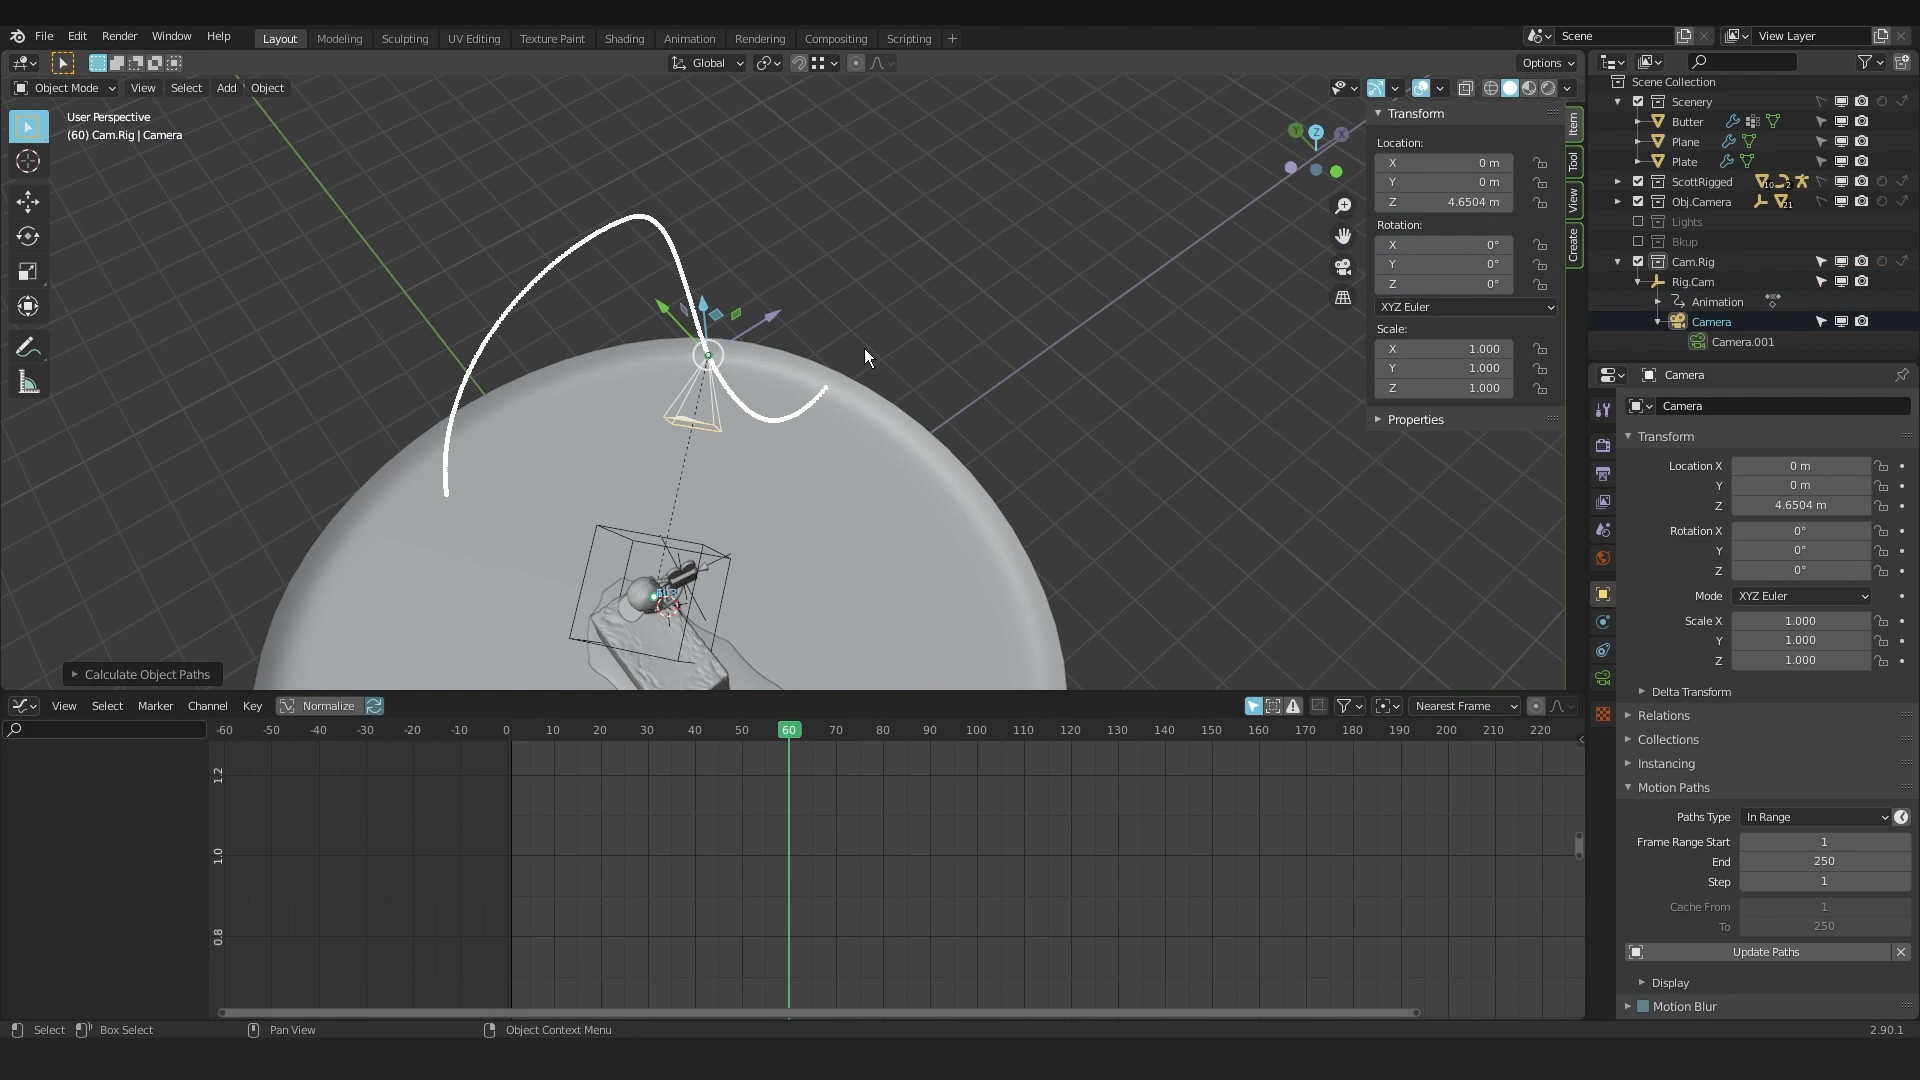 File Edit Render Window Help Layout Modeling Sculpting UV Editing Texture Paint Shading Animation Rendering Compositing Scripting + Scene View Layer
Global Options
Object Mode View Select Add Object
User Perspective
(60) Cam.Rig | Camera
Y Z X
Transform
Location:
X 0 m
Y 0 m
Z 4.6504 m
Rotation:
X 0°
Y 0°
Z 0°
XYZ Euler
Scale:
X 1.000
Y 1.000
Z 1.000
Properties
Item
Tool
View
Create
Scene Collection
Scenery
Butter
Plane
Plate
ScottRigged 10 2
Obj.Camera 21
Lights
Bkup
Cam.Rig
Rig.Cam
Animation
Camera
Camera.001
Camera
Camera
Transform
Location X 0 m
Y 0 m
Z 4.6504 m
Rotation X 0°
Y 0°
Z 0°
Mode XYZ Euler
Scale X 1.000
Y 1.000
Z 1.000
Delta Transform
Relations
Collections
Instancing
Motion Paths
Paths Type In Range
Frame Range Start 1
End 250
Step 1
Cache From 1
To 250
Update Paths
Display
Motion Blur
Calculate Object Paths
View Select Marker Channel Key Normalize Nearest Frame
-60 -50 -40 -30 -20 -10 0 10 20 30 40 50 60 70 80 90 100 110 120 130 140 150 160 170 180 190 200 210 220
1.2
1.0
0.8
Select Box Select Pan View Object Context Menu 2.90.1